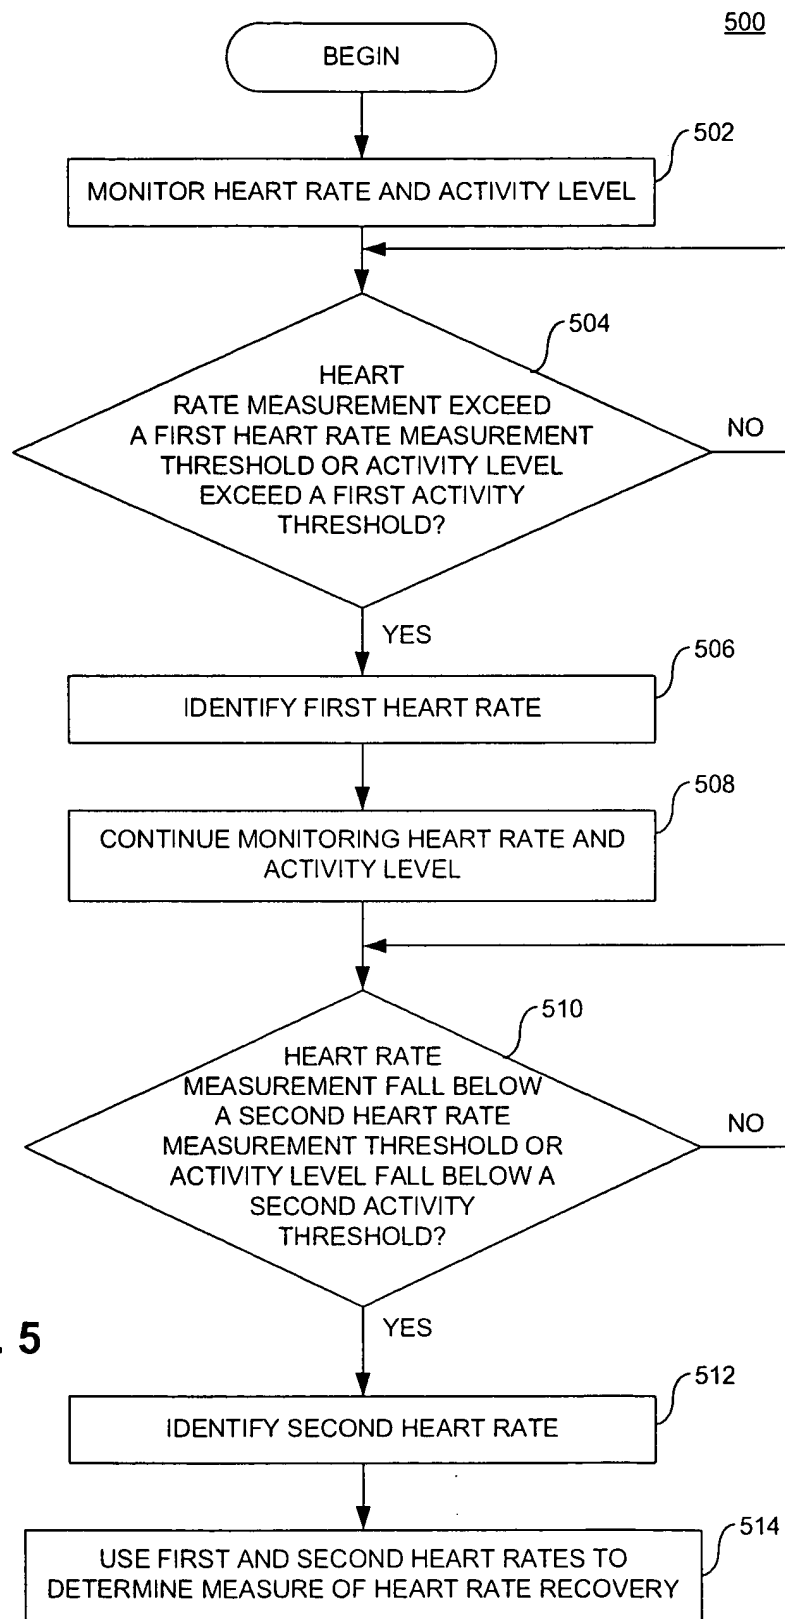 500
BEGIN
502
MONITOR HEART RATE AND ACTIVITY LEVEL
504
HEART
RATE MEASUREMENT EXCEED
A FIRST HEART RATE MEASUREMENT
THRESHOLD OR ACTIVITY LEVEL
EXCEED A FIRST ACTIVITY
THRESHOLD?
NO
YES
506
IDENTIFY FIRST HEART RATE
508
CONTINUE MONITORING HEART RATE AND
ACTIVITY LEVEL
510
HEART RATE
MEASUREMENT FALL BELOW
A SECOND HEART RATE
MEASUREMENT THRESHOLD OR
ACTIVITY LEVEL FALL BELOW A
SECOND ACTIVITY
THRESHOLD?
NO
YES
. 5
512
IDENTIFY SECOND HEART RATE
514
USE FIRST AND SECOND HEART RATES TO
DETERMINE MEASURE OF HEART RATE RECOVERY